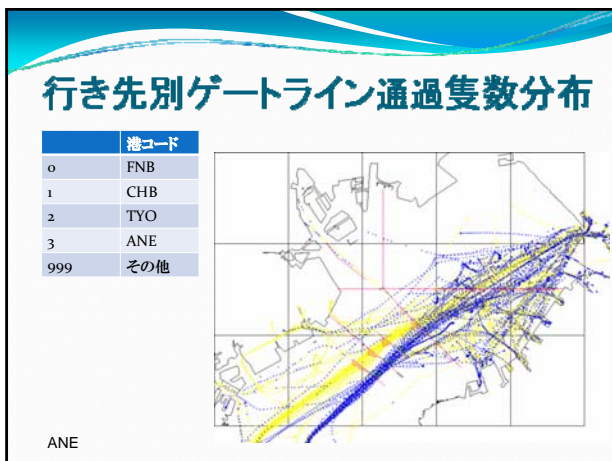 行き先別ゲートライン通過隻数分布
港コード
0 FNB
1 CHB
2 TYO
3 ANE
999 その他
ANE